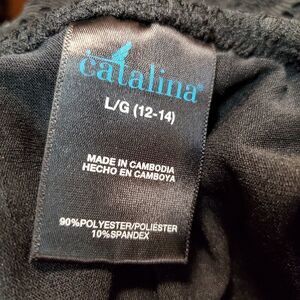 catalina®
L/G (12-14)
MADE IN CAMBODIA
HECHO EN CAMBOYA
90%POLYESTER/POLIÉSTER
10%SPANDEX